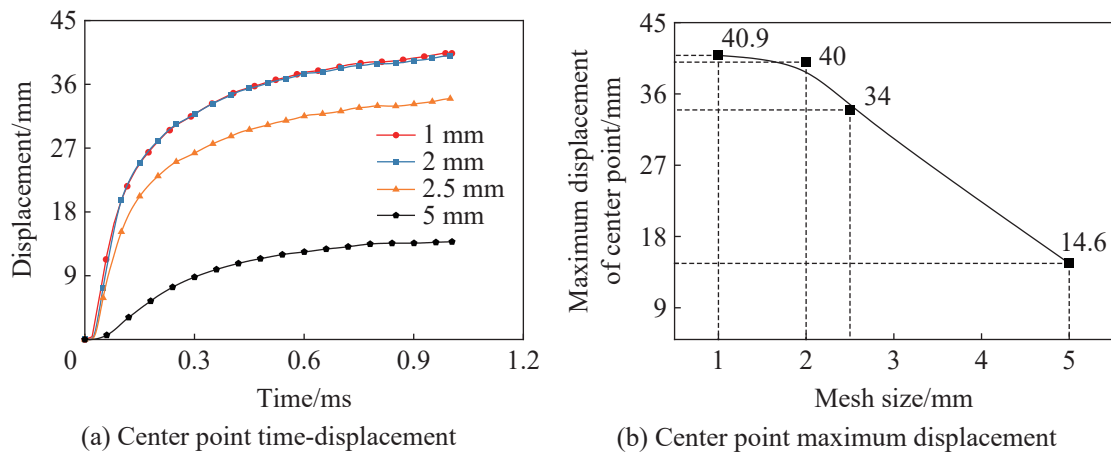 45
36
27
18
9
0
0.3
0.6
0.9
1.2
Displacement/mm
Time/ms
1 mm
2 mm
2.5 mm
5 mm
(a) Center point time-displacement
45
36
27
18
9
1
2
3
4
5
Maximum displacement
of center point/mm
Mesh size/mm
40.9
40
34
14.6
(b) Center point maximum displacement